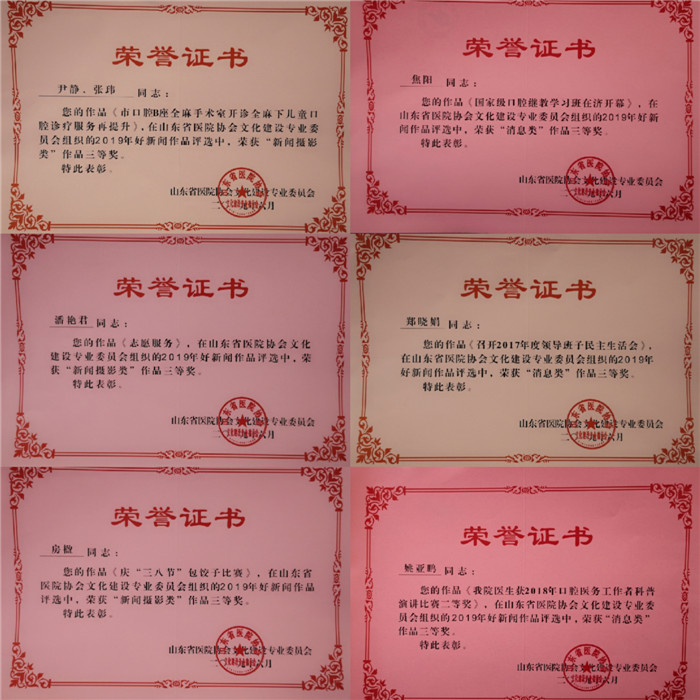 荣誉证书
尹静、张玮 同志：
您的作品《市口腔B座全麻手术室开诊全麻下儿童口
腔诊疗服务再提升》，在山东省医院协会文化建设专业委
员会组织的2019年好新闻作品评选中，荣获“新闻摄影
类”作品三等奖。
特此表彰。
山东省医院协会文化建设专业委员会
荣誉证书
焦阳 同志：
您的作品《国家级口腔继教学习班在济开幕》，在
山东省医院协会文化建设专业委员会组织的2019年好新
闻作品评选中，荣获“消息类”作品三等奖。
特此表彰。
山东省医院协会文化建设专业委员会
荣誉证书
潘艳君 同志：
您的作品《志愿服务》，在山东省医院协会文化
建设专业委员会组织的2019年好新闻作品评选中，荣
获“新闻摄影类”作品三等奖。
特此表彰。
山东省医院协会文化建设专业委员会
荣誉证书
郑晓娟 同志：
您的作品《召开2017年度领导班子民主生活会》，
在山东省医院协会文化建设专业委员会组织的2019年
好新闻作品评选中，荣获“消息类”作品三等奖。
特此表彰。
山东省医院协会文化建设专业委员会
荣誉证书
房 同志：
您的作品《庆“三八节”包饺子比赛》，在山东省
医院协会文化建设专业委员会组织的2019年好新闻作品
评选中，荣获“新闻摄影类”作品三等奖。
特此表彰。
山东省医院协会文化建设专业委员会
荣誉证书
姚亚鹏 同志：
您的作品《我院医生获2018年口腔医务工作者科普
演讲比赛二等奖》，在山东省医院协会文化建设专业委
员会组织的2019年好新闻作品评选中，荣获“消息类”
作品三等奖。
特此表彰。
山东省医院协会文化建设专业委员会